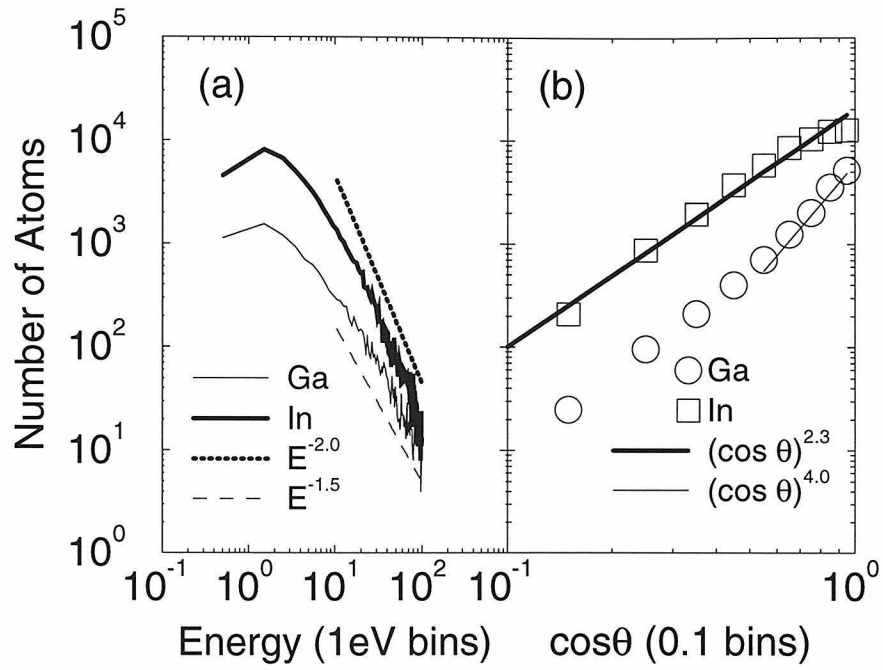 Number of Atoms
10^5
10^4
10^3
10^2
10^1
10^0
(a)
Ga
In
E^-2.0
E^-1.5
10^-1
10^0
10^1
10^2
Energy (1eV bins)
(b)
Ga
In
(cos θ)^2.3
(cos θ)^4.0
10^-1
10^0
cosθ (0.1 bins)